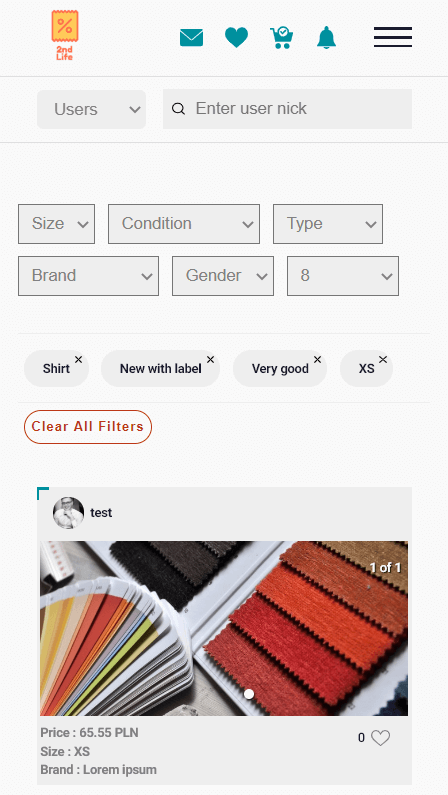 %
2nd
Life
Users
Enter user nick
Size
Condition
Type
Brand
Gender
8
Shirt
New with label
Very good
XS
Clear All Filters
test
1 of 1
Price : 65.55 PLN
0
Size : XS
Brand : Lorem ipsum